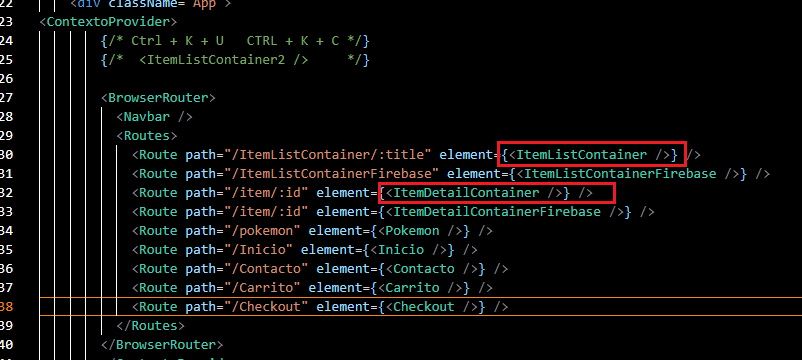 22 <div className="App">
23 <ContextoProvider>
24 {/* Ctrl + K + U CTRL + K + C */}
25 {/* <ItemListContainer2 /> */}
26
27 <BrowserRouter>
28 <Navbar />
29 <Routes>
30 <Route path="/ItemListContainer/:title" element={<ItemListContainer />} />
31 <Route path="/ItemListContainerFirebase" element={<ItemListContainerFirebase />} />
32 <Route path="/item/:id" element={<ItemDetailContainer />} />
33 <Route path="/item/:id" element={<ItemDetailContainerFirebase />} />
34 <Route path="/pokemon" element={<Pokemon />} />
35 <Route path="/Inicio" element={<Inicio />} />
36 <Route path="/Contacto" element={<Contacto />} />
37 <Route path="/Carrito" element={<Carrito />} />
38 <Route path="/Checkout" element={<Checkout />} />
39 </Routes>
40 </BrowserRouter>